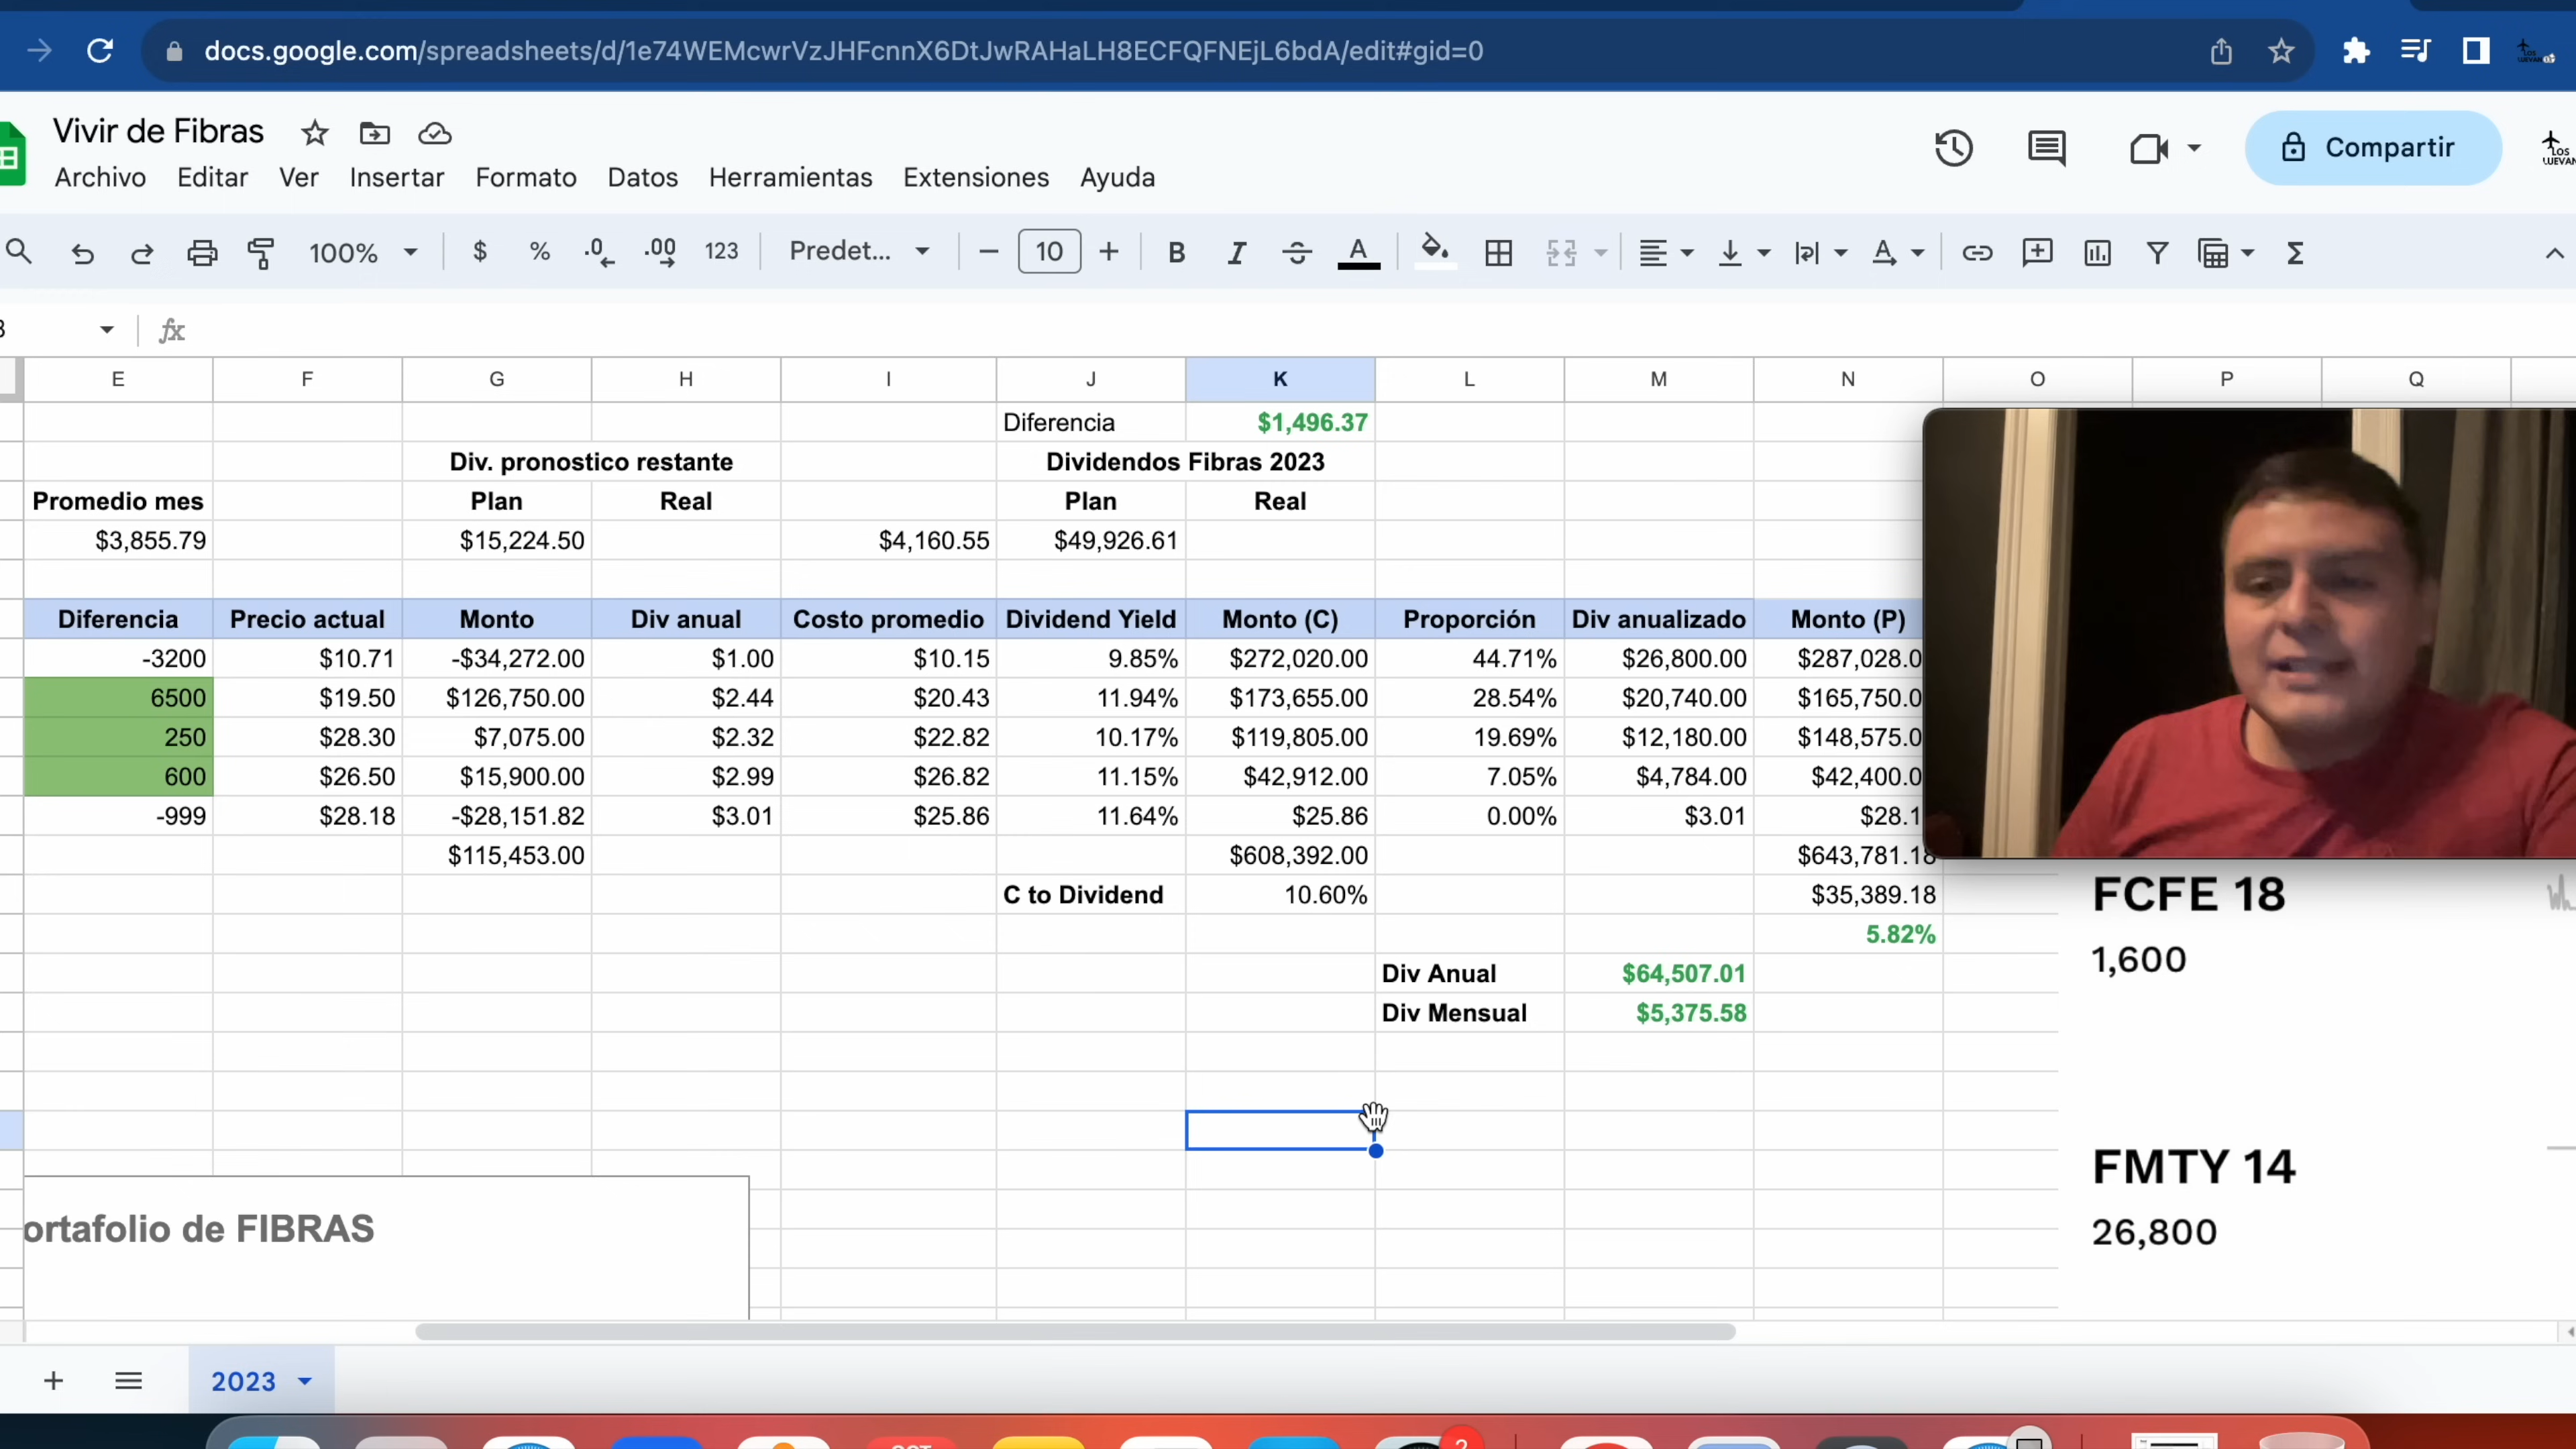 docs.google.com/spreadsheets/d/1e74WEMcwrVzJHFcnnX6DtJwRAHaLH8ECFQFNEjL6bdA/edit#gid=0
Vivir de Fibras
Archivo Editar Ver Insertar Formato Datos Herramientas Extensiones Ayuda
Compartir
LOS
100% $ % .0 .00 123 Predet... 10 B I A
fx
E F G H I J K L M N O P Q
Diferencia $1,496.37
Div. pronostico restante Dividendos Fibras 2023
Promedio mes Plan Real Plan Real
$3,855.79 $15,224.50 $4,160.55 $49,926.61
Diferencia Precio actual Monto Div anual Costo promedio Dividend Yield Monto (C) Proporción Div anualizado Monto (P)
-3200 $10.71 -$34,272.00 $1.00 $10.15 9.85% $272,020.00 44.71% $26,800.00 $287,028.0
6500 $19.50 $126,750.00 $2.44 $20.43 11.94% $173,655.00 28.54% $20,740.00 $165,750.0
250 $28.30 $7,075.00 $2.32 $22.82 10.17% $119,805.00 19.69% $12,180.00 $148,575.0
600 $26.50 $15,900.00 $2.99 $26.82 11.15% $42,912.00 7.05% $4,784.00 $42,400.0
-999 $28.18 -$28,151.82 $3.01 $25.86 11.64% $25.86 0.00% $3.01 $28.1
$115,453.00 $608,392.00 $643,781.18
C to Dividend 10.60% $35,389.18
5.82%
Div Anual $64,507.01
Div Mensual $5,375.58
FCFE 18
1,600
FMTY 14
26,800
ortafolio de FIBRAS
2023